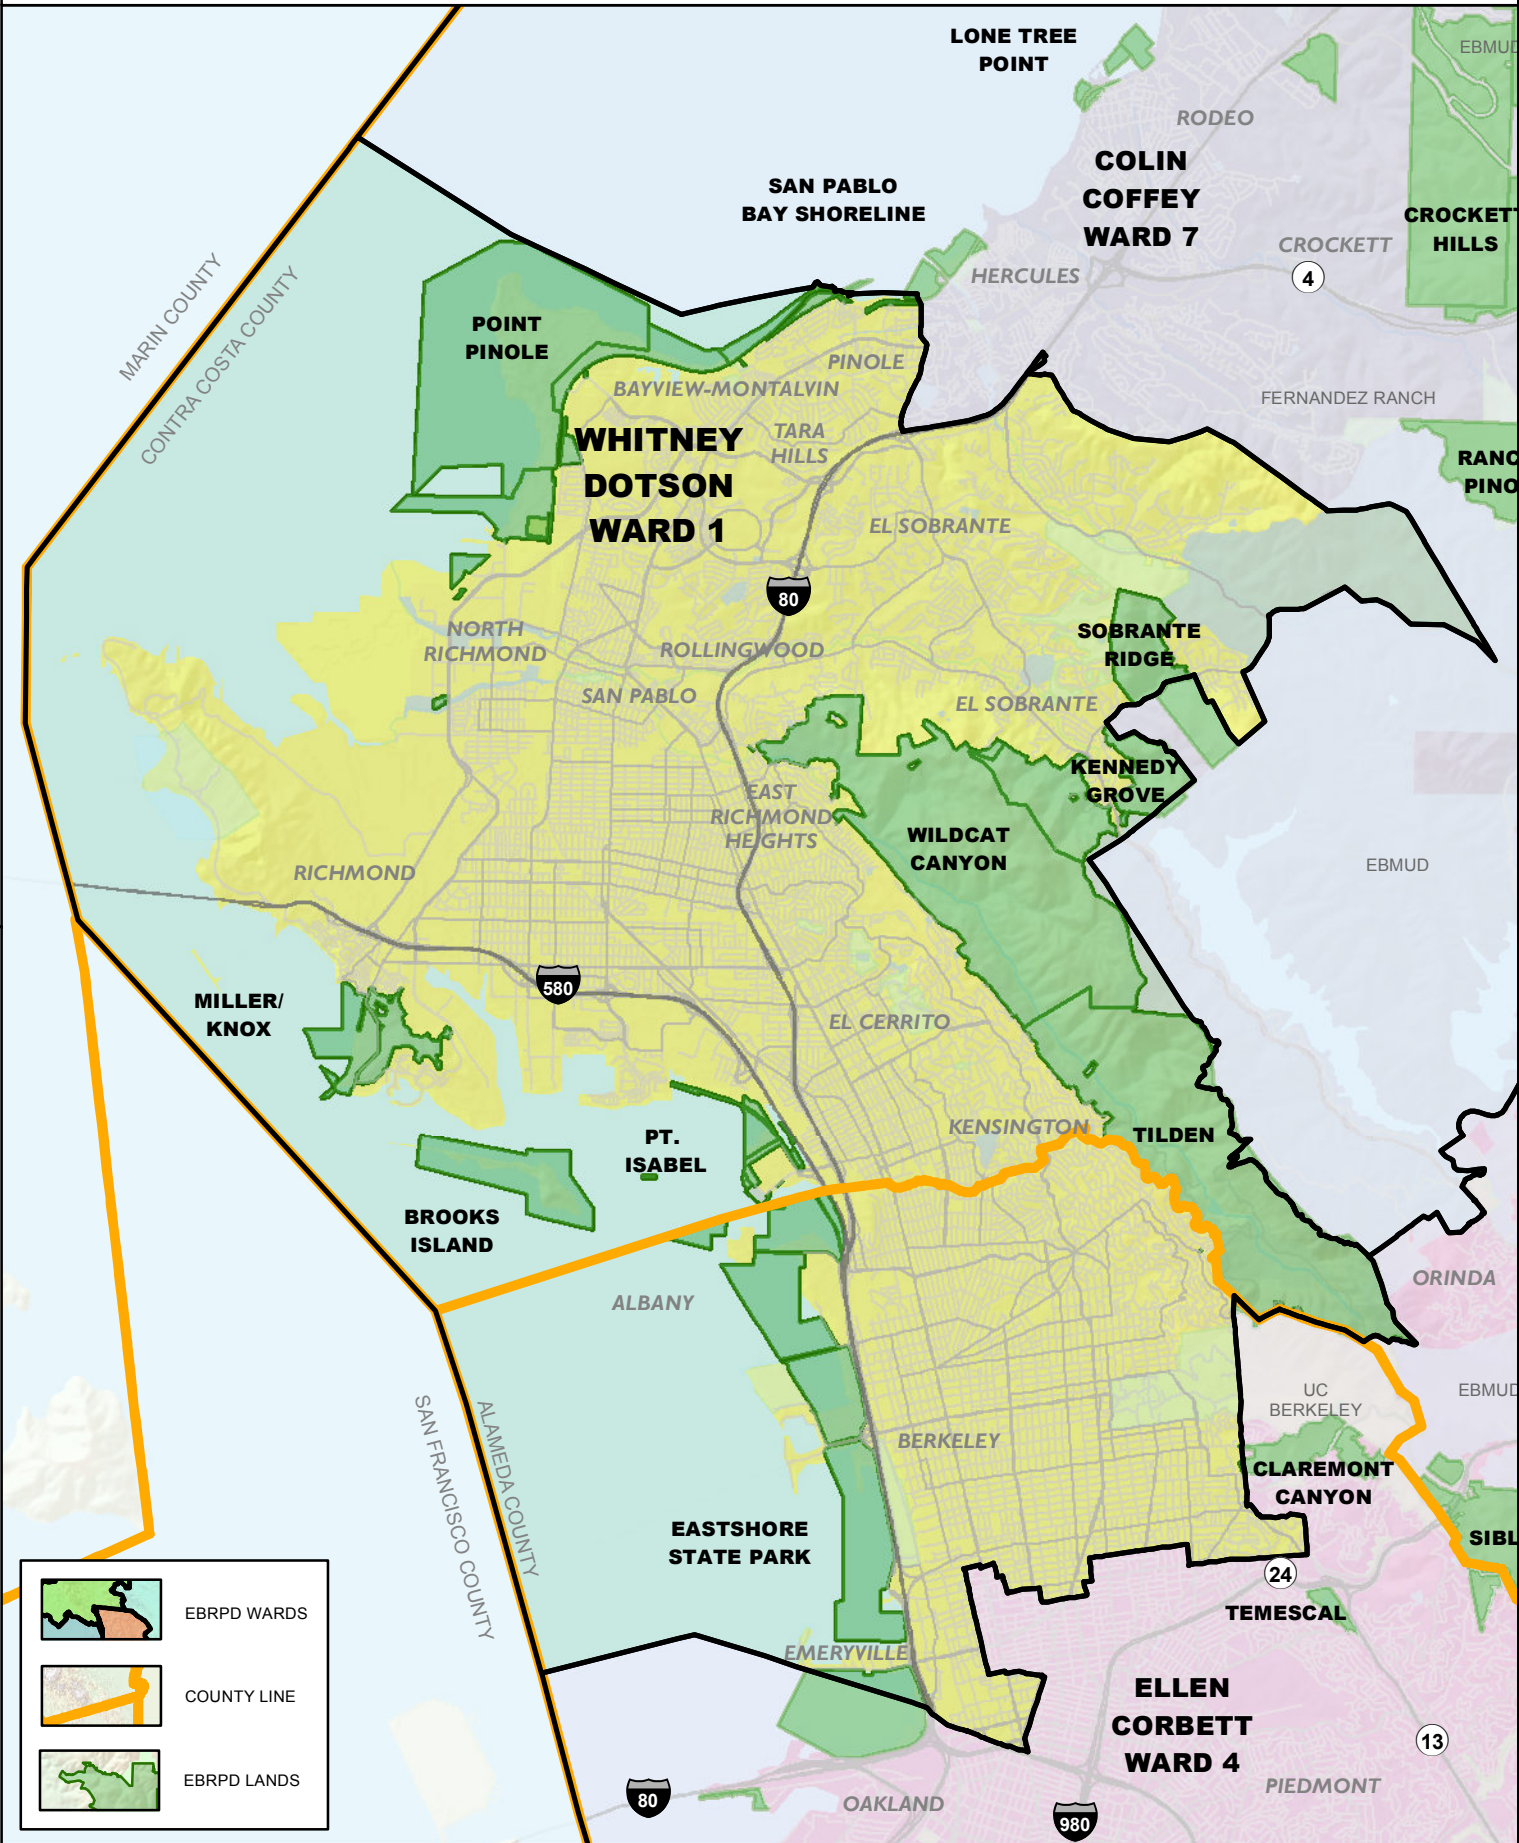 LONE TREE
POINT
EBMUD
RODEO
COLIN
COFFEY
WARD 7
SAN PABLO
BAY SHORELINE
CROCKETT
HILLS
CROCKETT
HERCULES
4
MARIN COUNTY
CONTRA COSTA COUNTY
POINT
PINOLE
PINOLE
BAYVIEW-MONTALVIN
FERNANDEZ RANCH
WHITNEY
DOTSON
WARD 1
TARA
HILLS
RANC
PINO
EL SOBRANTE
80
NORTH
RICHMOND
ROLLINGWOOD
SOBRANTE
RIDGE
SAN PABLO
EL SOBRANTE
KENNEDY
GROVE
EAST
RICHMOND
HEIGHTS
WILDCAT
CANYON
EBMUD
RICHMOND
580
MILLER/
KNOX
EL CERRITO
KENSINGTON
TILDEN
PT.
ISABEL
BROOKS
ISLAND
ORINDA
ALBANY
UC
BERKELEY
EBMUD
SAN FRANCISCO COUNTY
ALAMEDA COUNTY
BERKELEY
CLAREMONT
CANYON
EASTSHORE
STATE PARK
SIBL
24
TEMESCAL
EMERYVILLE
ELLEN
CORBETT
WARD 4
13
PIEDMONT
80
OAKLAND
980
EBRPD WARDS
COUNTY LINE
EBRPD LANDS